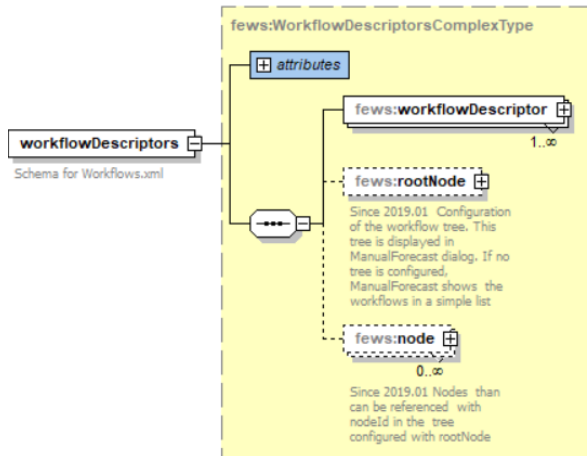 fews:WorkflowDescriptorsComplexType
attributes
fews:workflowDescriptor
1..∞
workflowDescriptors
Schema for Workflows.xml
fews:rootNode
Since 2019.01 Configuration
of the workflow tree. This
tree is displayed in
ManualForecast dialog. If no
tree is configured,
ManualForecast shows the
workflows in a simple list
fews:node
0..∞
Since 2019.01 Nodes than
can be referenced with
nodeId in the tree
configured with rootNode